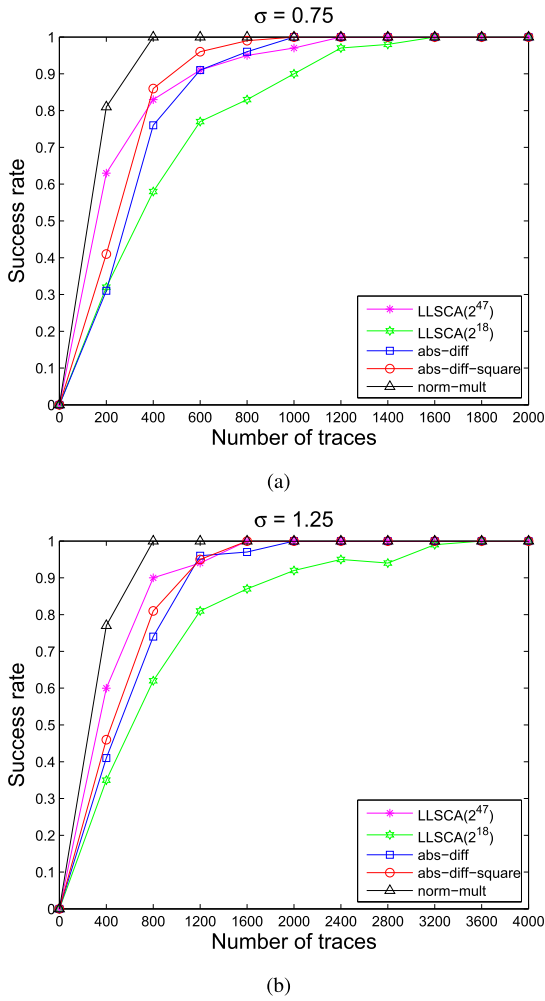 σ = 0.75
1
0.9
0.8
0.7
0.6
0.5
0.4
0.3
0.2
0.1
0
Success rate
LLSCA(2^47)
LLSCA(2^18)
abs-diff
abs-diff-square
norm-mult
0 200 400 600 800 1000 1200 1400 1600 1800 2000
Number of traces
(a)
σ = 1.25
1
0.9
0.8
0.7
0.6
0.5
0.4
0.3
0.2
0.1
0
Success rate
LLSCA(2^47)
LLSCA(2^18)
abs-diff
abs-diff-square
norm-mult
0 400 800 1200 1600 2000 2400 2800 3200 3600 4000
Number of traces
(b)